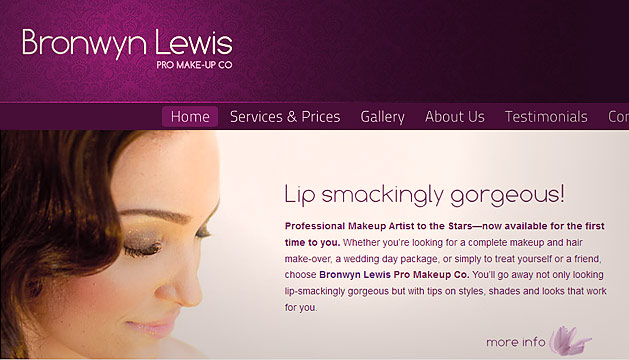 Bronwyn Lewis
PRO MAKE-UP CO
Home Services & Prices Gallery About Us Testimonials
Lip smackingly gorgeous!
Professional Makeup Artist to the Stars—now available for the first
time to you. Whether you're looking for a complete makeup and hair
make-over, a wedding day package, or simply to treat yourself or a friend,
choose Bronwyn Lewis Pro Makeup Co. You'll go away not only looking
lip-smackingly gorgeous but with tips on styles, shades and looks that work
for you.
more info